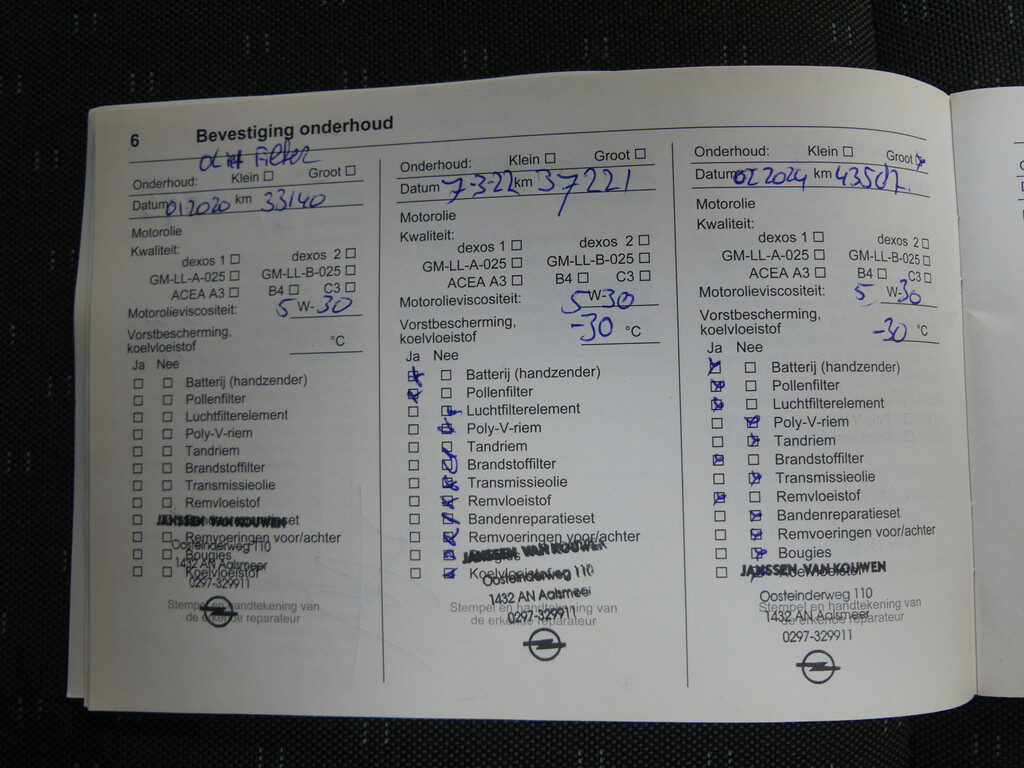 6 Bevestiging onderhoud
olie Filter
Onderhoud: Klein Groot
Datum 01 2020 km 33140
Motorolie
Kwaliteit:
dexos 1 dexos 2
GM-LL-A-025 GM-LL-B-025
ACEA A3 B4 C3
Motorolieviscositeit: 5 W-30
Vorstbescherming,
koelvloeistof °C
Ja Nee
Batterij (handzender)
Pollenfilter
Luchtfilterelement
Poly-V-riem
Tandriem
Brandstoffilter
Transmissieolie
Remvloeistof
Bandenreparatieset
JANSSEN VAN KOUWEN
Remvoeringen voor/achter
Oosteinderweg 110
Bougies
1432 AN Aalsmeer
Koelvloeistof
0297-329911
Stempel en handtekening van
de erkende reparateur
Onderhoud: Klein Groot
Datum 7-3-22 km 37221
Motorolie
Kwaliteit:
dexos 1 dexos 2
GM-LL-A-025 GM-LL-B-025
ACEA A3 B4 C3
Motorolieviscositeit: 5 W-30
Vorstbescherming,
koelvloeistof -30 °C
Ja Nee
Batterij (handzender)
Pollenfilter
Luchtfilterelement
Poly-V-riem
Tandriem
Brandstoffilter
Transmissieolie
Remvloeistof
Bandenreparatieset
Remvoeringen voor/achter
Bougies
JANSSEN VAN KOUWEN
Koelvloeistof
Oosteinderweg 110
1432 AN Aalsmeer
Stempel en handtekening van
0297-329911
de erkende reparateur
Onderhoud: Klein Groot
Datum 02 2024 km 43507
Motorolie
Kwaliteit:
dexos 1 dexos 2
GM-LL-A-025 GM-LL-B-025
ACEA A3 B4 C3
Motorolieviscositeit: 5 W-30
Vorstbescherming,
koelvloeistof -30 °C
Ja Nee
Batterij (handzender)
Pollenfilter
Luchtfilterelement
Poly-V-riem
Tandriem
Brandstoffilter
Transmissieolie
Remvloeistof
Bandenreparatieset
Remvoeringen voor/achter
Bougies
JANSSEN VAN KOUWEN
Koelvloeistof
Oosteinderweg 110
Stempel en handtekening van
1432 AN Aalsmeer
de erkende reparateur
0297-329911